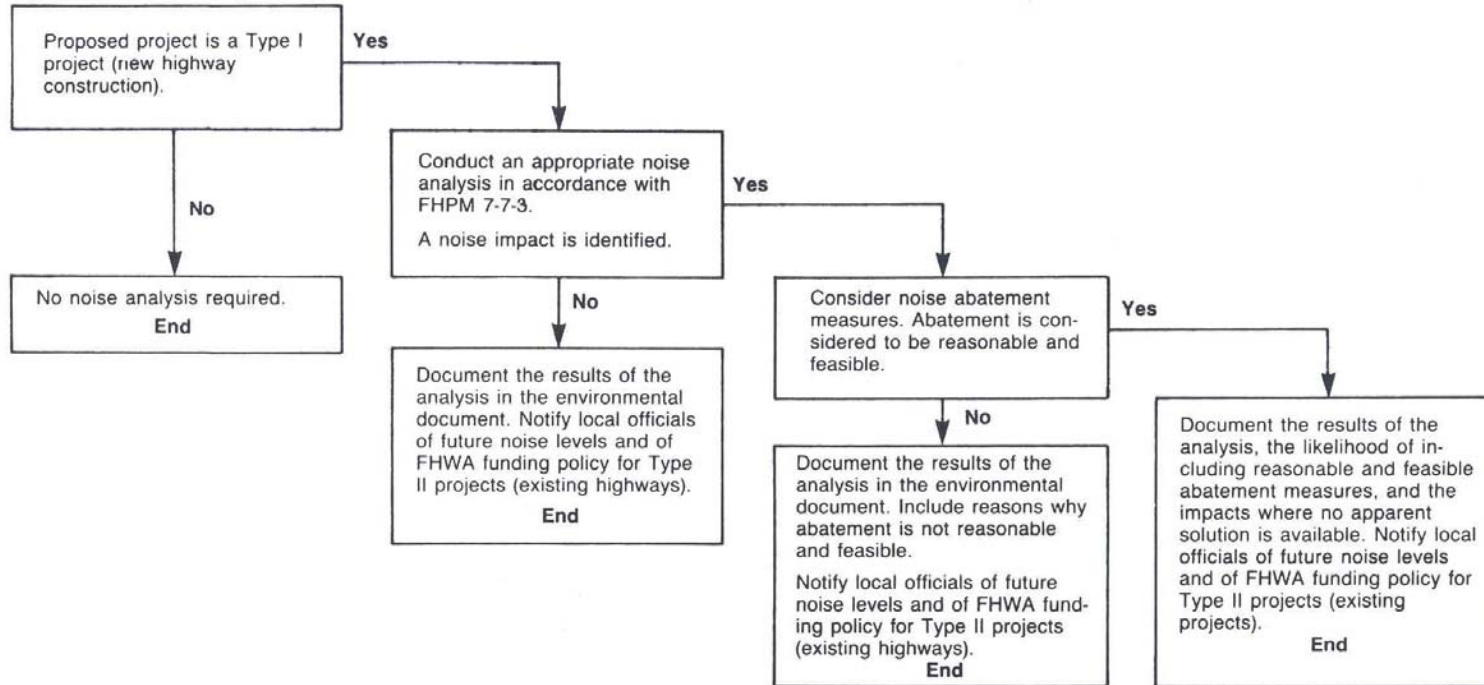 Proposed project is a Type I
project (new highway
construction).
Yes
No
No noise analysis required.
End
Conduct an appropriate noise
analysis in accordance with
FHPM 7-7-3.
A noise impact is identified.
Yes
No
Document the results of the
analysis in the environmental
document. Notify local officials
of future noise levels and of
FHWA funding policy for Type
II projects (existing highways).
End
Consider noise abatement
measures. Abatement is con-
sidered to be reasonable and
feasible.
Yes
No
Document the results of the
analysis in the environmental
document. Include reasons why
abatement is not reasonable
and feasible.
Notify local officials of future
noise levels and of FHWA fund-
ing policy for Type II projects
(existing highways).
End
Document the results of the
analysis, the likelihood of in-
cluding reasonable and feasible
abatement measures, and the
impacts where no apparent
solution is available. Notify local
officials of future noise levels
and of FHWA funding policy for
Type II projects (existing
projects).
End